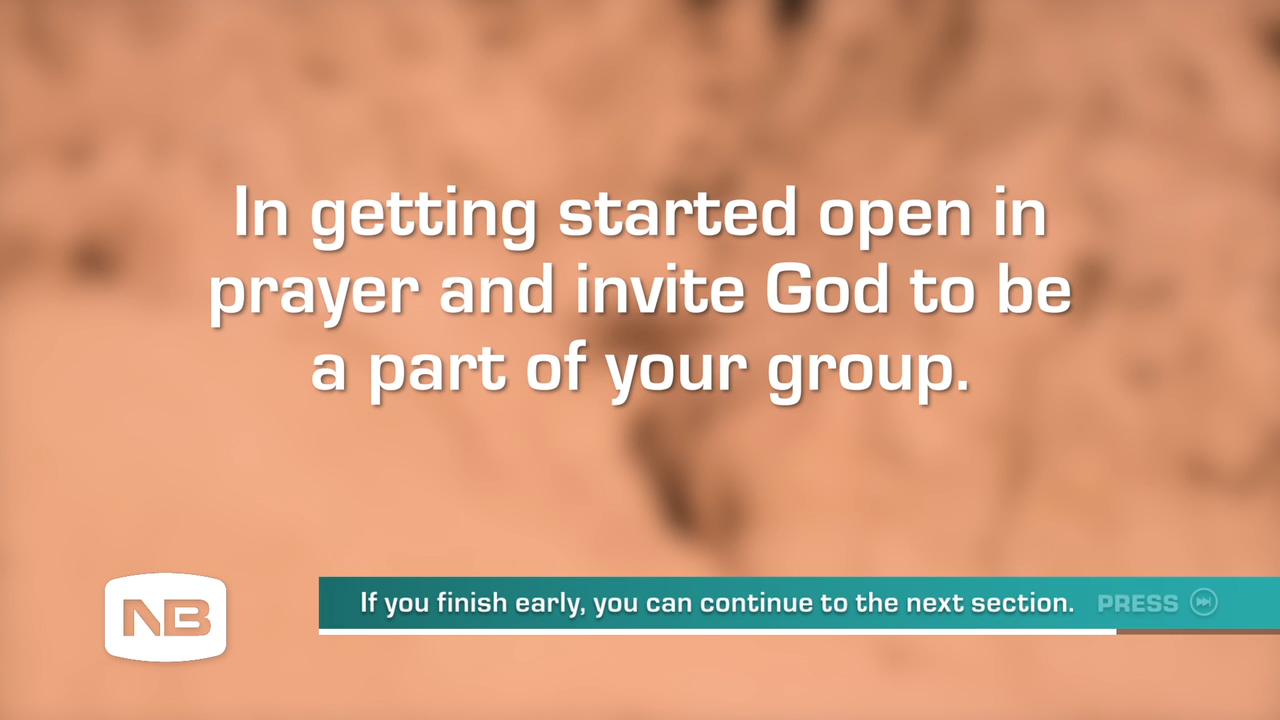 In getting started open in
prayer and invite God to be
a part of your group.
If you finish early, you can continue to the next section. PRESS
NB